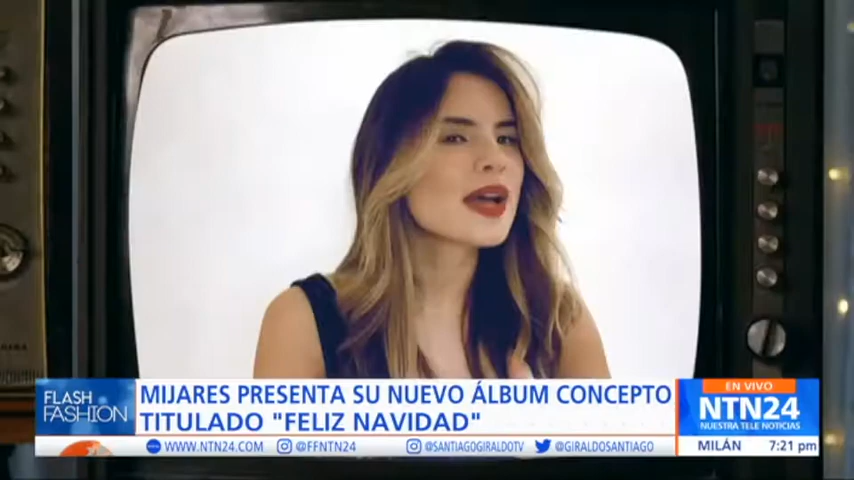 FLASH
FASHION
MIJARES PRESENTA SU NUEVO ÁLBUM CONCEPTO
TITULADO "FELIZ NAVIDAD"
EN VIVO
NTN24
NUESTRA TELE NOTICIAS
WWW.NTN24.COM @FFNTN24 @SANTIAGOGIRALDOTV @GIRALDOSANTIAGO
MILÁN 7:21 pm